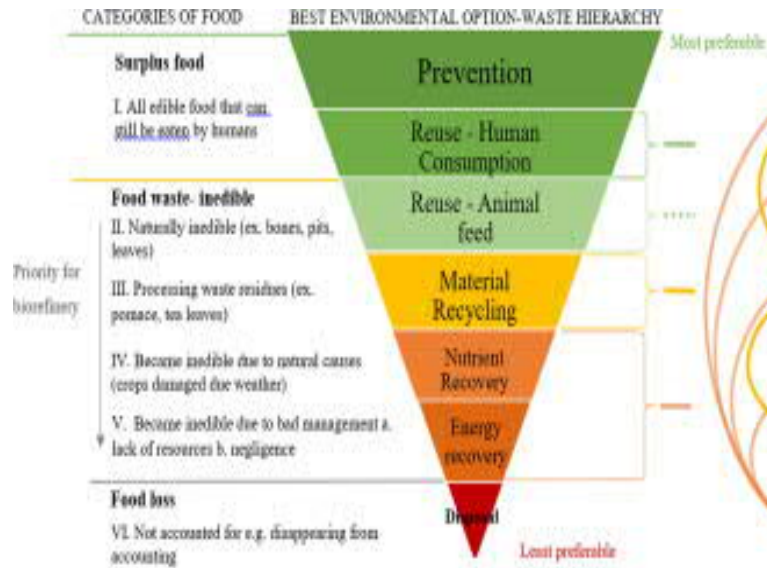 CATEGORIES OF FOOD
BEST ENVIRONMENTAL OPTION-WASTE HIERARCHY
Most preferable
Surplus food
I. All edible food that can
still be eaten by humans
Prevention
Reuse - Human
Consumption
Food waste- inedible
II. Naturally inedible (ex. bones, pits,
leaves)
Reuse - Animal
feed
Priority for
biorefinery
III. Processing waste residues (ex.
pomace, tea leaves)
Material
Recycling
IV. Became inedible due to natural causes
(crops damaged due weather)
Nutrient
Recovery
V. Became inedible due to bad management a.
lack of resources b. negligence
Energy
recovery
Food loss
VI. Not accounted for e.g. disappearing from
accounting
Disposal
Least preferable